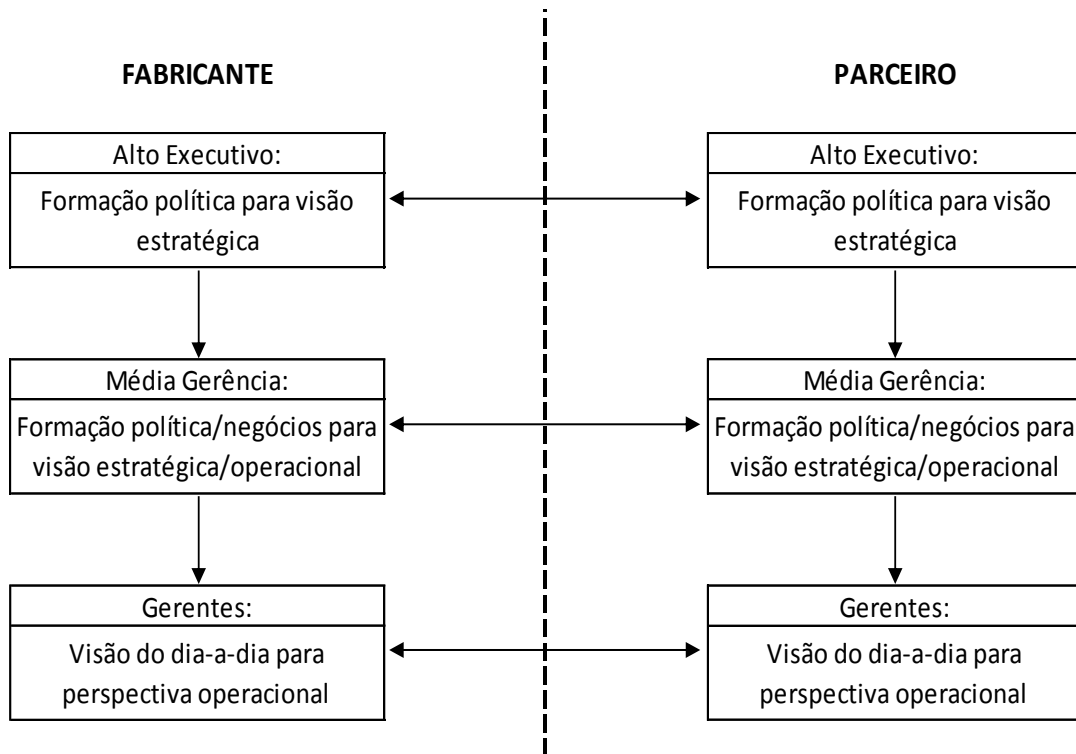 FABRICANTE
PARCEIRO
Alto Executivo:
Formação política para visão
estratégica
Alto Executivo:
Formação política para visão
estratégica
Média Gerência:
Formação política/negócios para
visão estratégica/operacional
Média Gerência:
Formação política/negócios para
visão estratégica/operacional
Gerentes:
Visão do dia-a-dia para
perspectiva operacional
Gerentes:
Visão do dia-a-dia para
perspectiva operacional